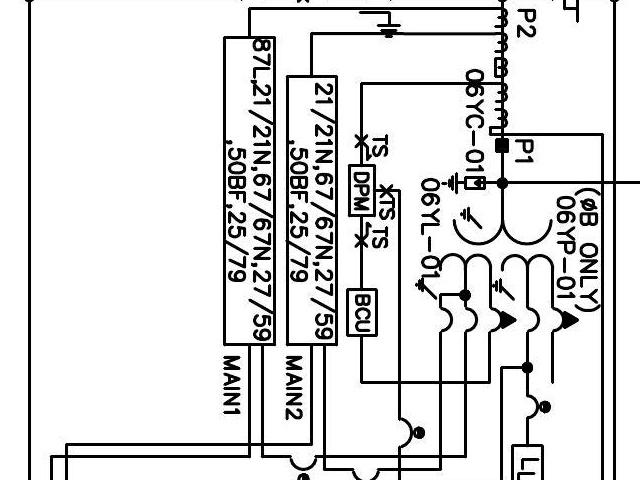 P2
06YC-01
P1
(øB ONLY)
06YP-01
06YL-01
TS
DPM
TS
TS
BCU
21/21N,67/67N,27/59
,50BF,25/79
MAIN2
87L,21/21N,67/67N,27/59
,50BF,25/79
MAIN1